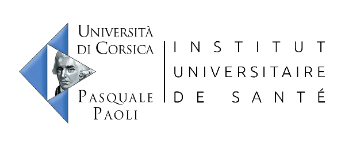 UNIVERSITÀ
DI CORSICA
PASQUALE
PAOLI
INSTITUT
UNIVERSITAIRE
DE SANTÉ